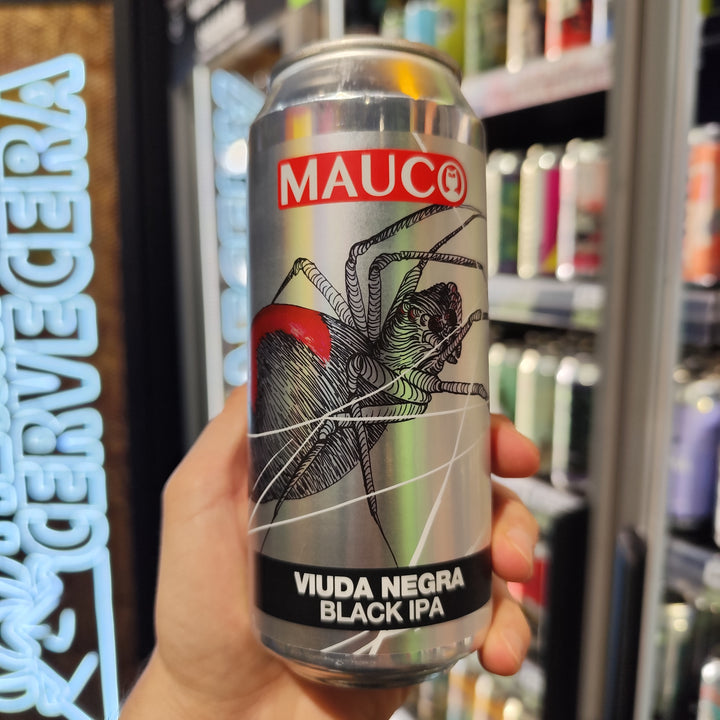 MAUCO
VIUDA NEGRA
BLACK IPA
CERVECERA